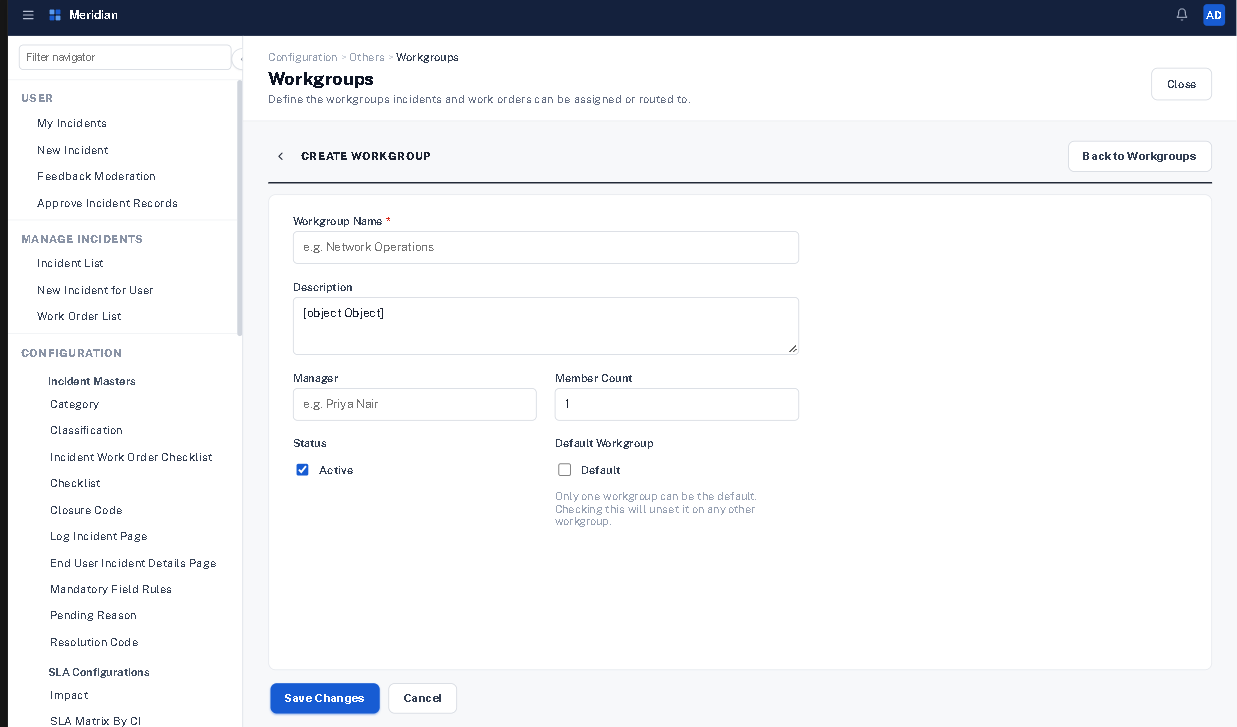 Meridian
AD
Filter navigator
USER
My Incidents
New Incident
Feedback Moderation
Approve Incident Records
MANAGE INCIDENTS
Incident List
New Incident for User
Work Order List
CONFIGURATION
Incident Masters
Category
Classification
Incident Work Order Checklist
Checklist
Closure Code
Log Incident Page
End User Incident Details Page
Mandatory Field Rules
Pending Reason
Resolution Code
SLA Configurations
Impact
SLA Matrix By CI
Configuration > Others > Workgroups
Workgroups
Define the workgroups incidents and work orders can be assigned or routed to.
Close
CREATE WORKGROUP
Back to Workgroups
Workgroup Name *
e.g. Network Operations
Description
[object Object]
Manager
Member Count
e.g. Priya Nair
1
Status
Default Workgroup
Active
Default
Only one workgroup can be the default.
Checking this will unset it on any other
workgroup.
Save Changes
Cancel